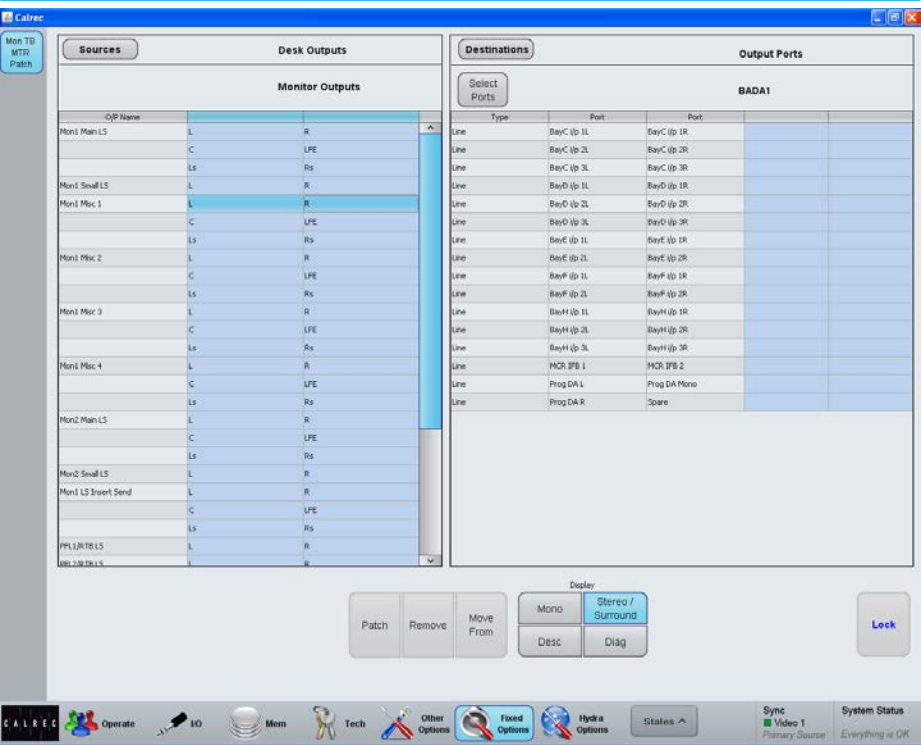 Calrec
Mon TB
MTR
Patch
Sources
Desk Outputs
Monitor Outputs
O/P Name
Mon1 Main LS L R
C LFE
Ls Rs
Mon1 Small LS L R
Mon1 Misc 1 L R
C LFE
Ls Rs
Mon1 Misc 2 L R
C LFE
Ls Rs
Mon1 Misc 3 L R
C LFE
Ls Rs
Mon1 Misc 4 L R
C LFE
Ls Rs
Mon2 Main LS L R
C LFE
Ls Rs
Mon2 Small LS L R
Mon1 LS Insert Send L R
C LFE
Ls Rs
PFL1/RTB LS L R
PFL2/RTB LS L R
Destinations
Output Ports
Select
Ports
BADA1
Type Port Port
Line BayC i/p 1L BayC i/p 1R
Line BayC i/p 2L BayC i/p 2R
Line BayC i/p 3L BayC i/p 3R
Line BayD i/p 1L BayD i/p 1R
Line BayD i/p 2L BayD i/p 2R
Line BayD i/p 3L BayD i/p 3R
Line BayE i/p 1L BayE i/p 1R
Line BayE i/p 2L BayE i/p 2R
Line BayF i/p 1L BayF i/p 1R
Line BayF i/p 2L BayF i/p 2R
Line BayH i/p 1L BayH i/p 1R
Line BayH i/p 2L BayH i/p 2R
Line BayH i/p 3L BayH i/p 3R
Line MCR IFB 1 MCR IFB 2
Line Prog DA L Prog DA Mono
Line Prog DA R Spare
Patch
Remove
Move
From
Display
Mono
Stereo /
Surround
Desc
Diag
Lock
CALREC
Operate
I/O
Mem
Tech
Other
Options
Fixed
Options
Hydra
Options
States
Sync
Video 1
Primary Source
System Status
Everything is OK